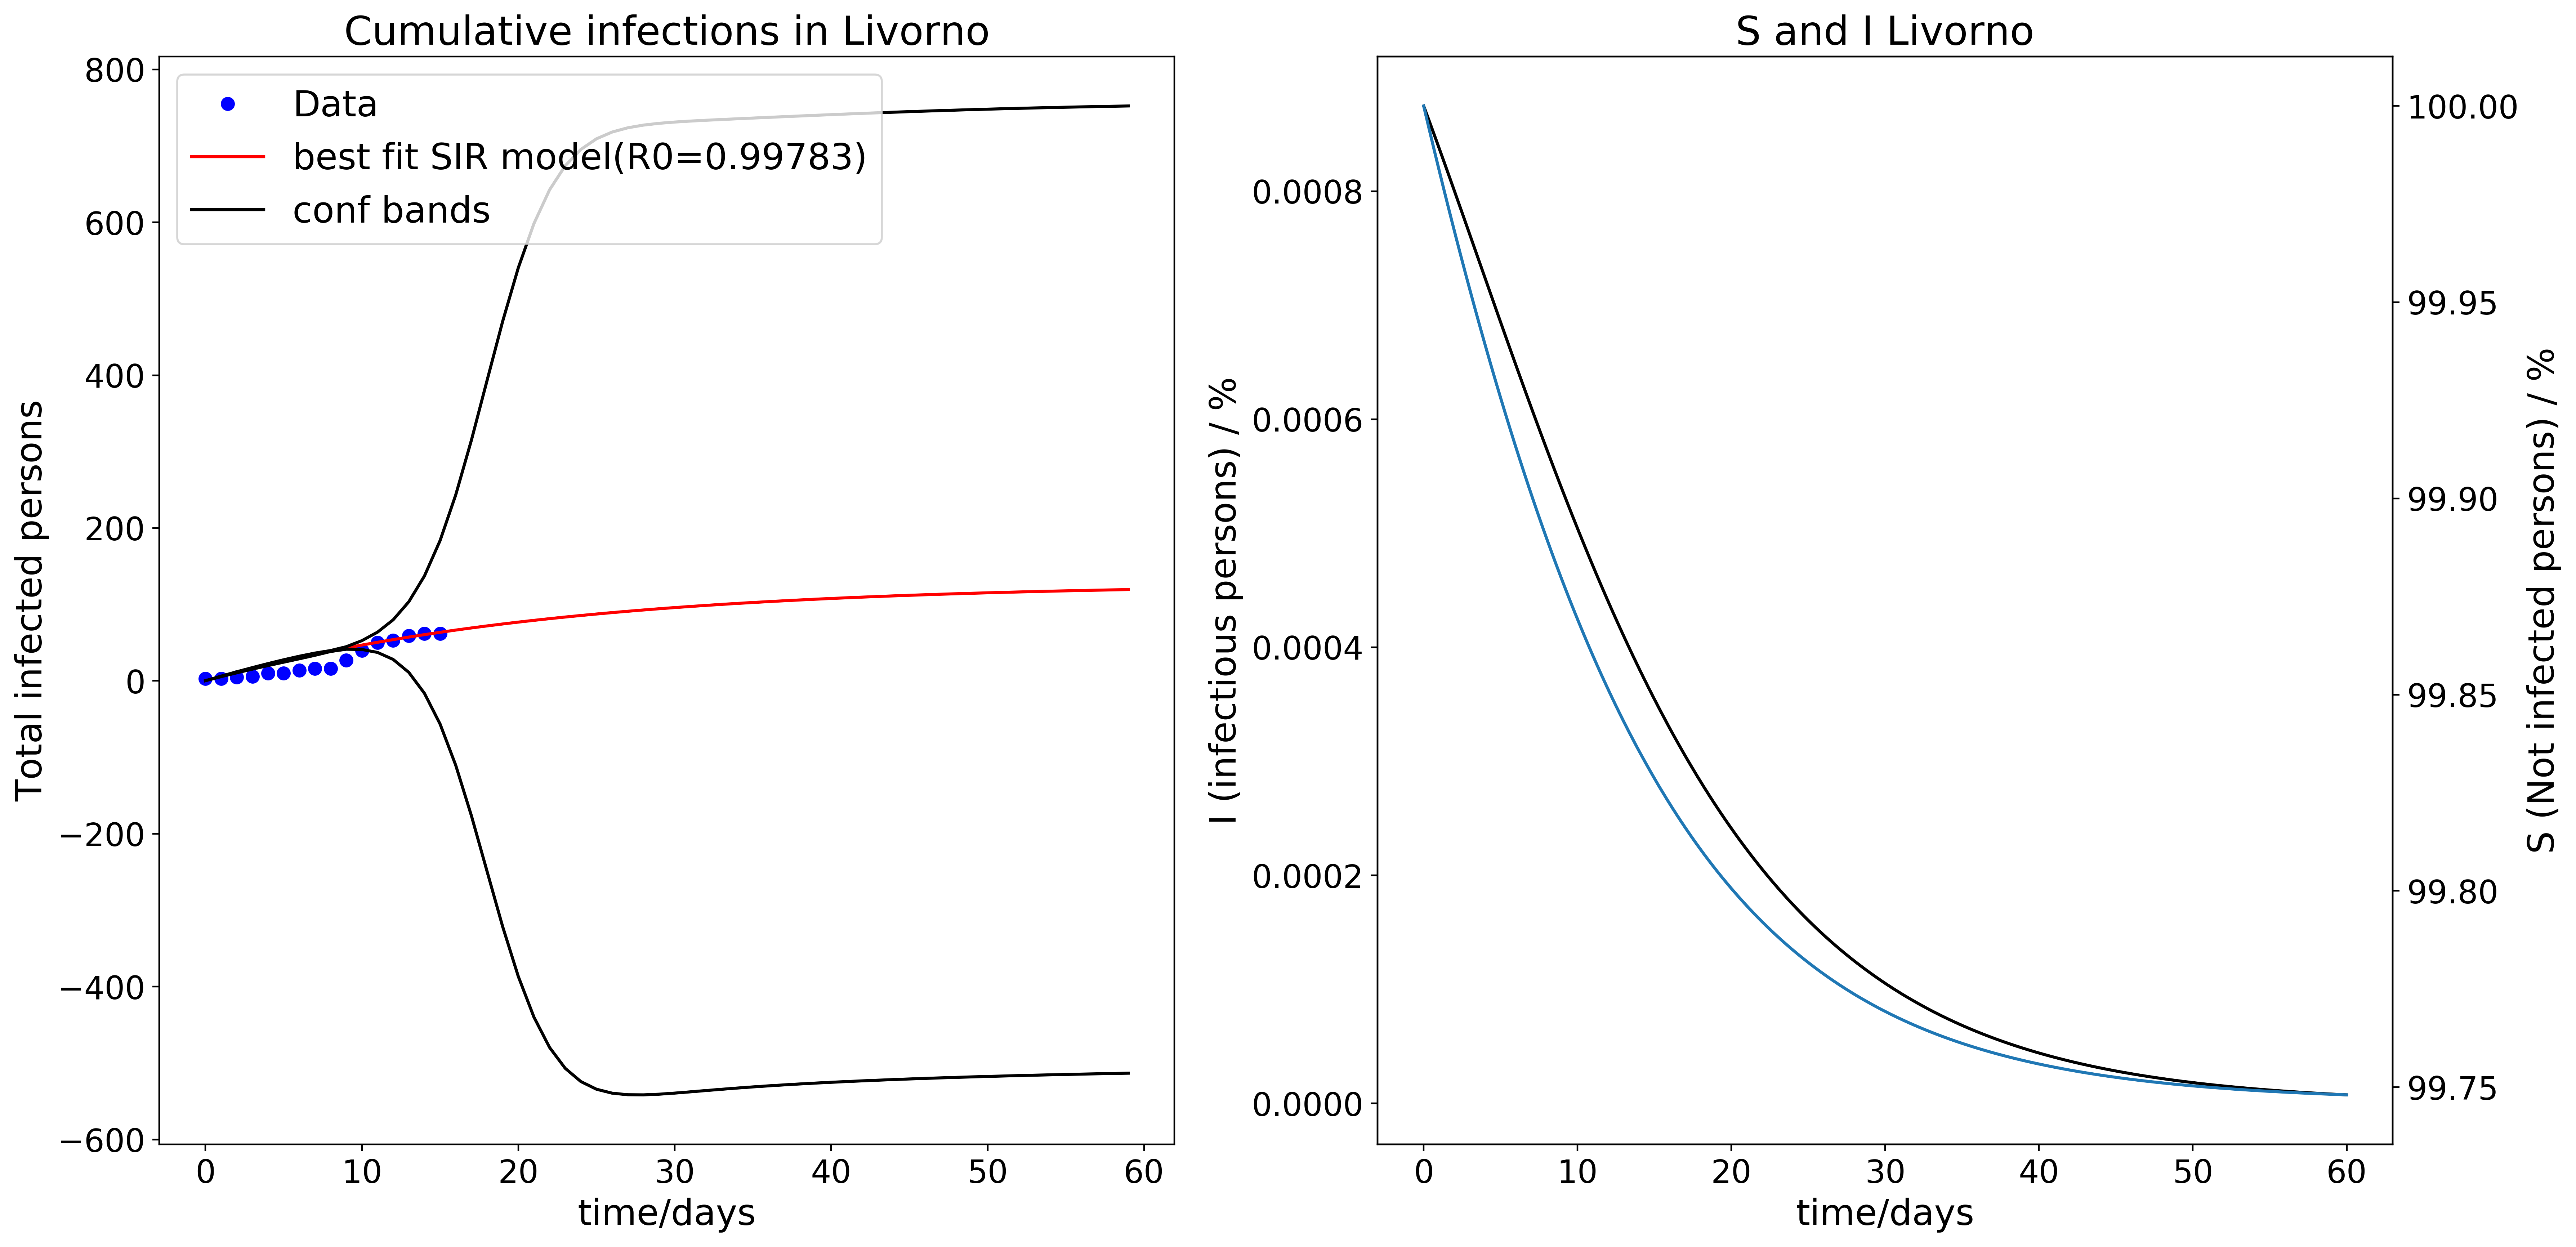 Cumulative infections in Livorno
Data
best fit SIR model(R0=0.99783)
conf bands
Total infected persons
800
600
400
200
0
−200
−400
−600
0 10 20 30 40 50 60
time/days
S and I Livorno
I (infectious persons) / %
0.0008
0.0006
0.0004
0.0002
0.0000
0 10 20 30 40 50 60
time/days
100.00
99.95
99.90
99.85
99.80
99.75
S (Not infected persons) / %